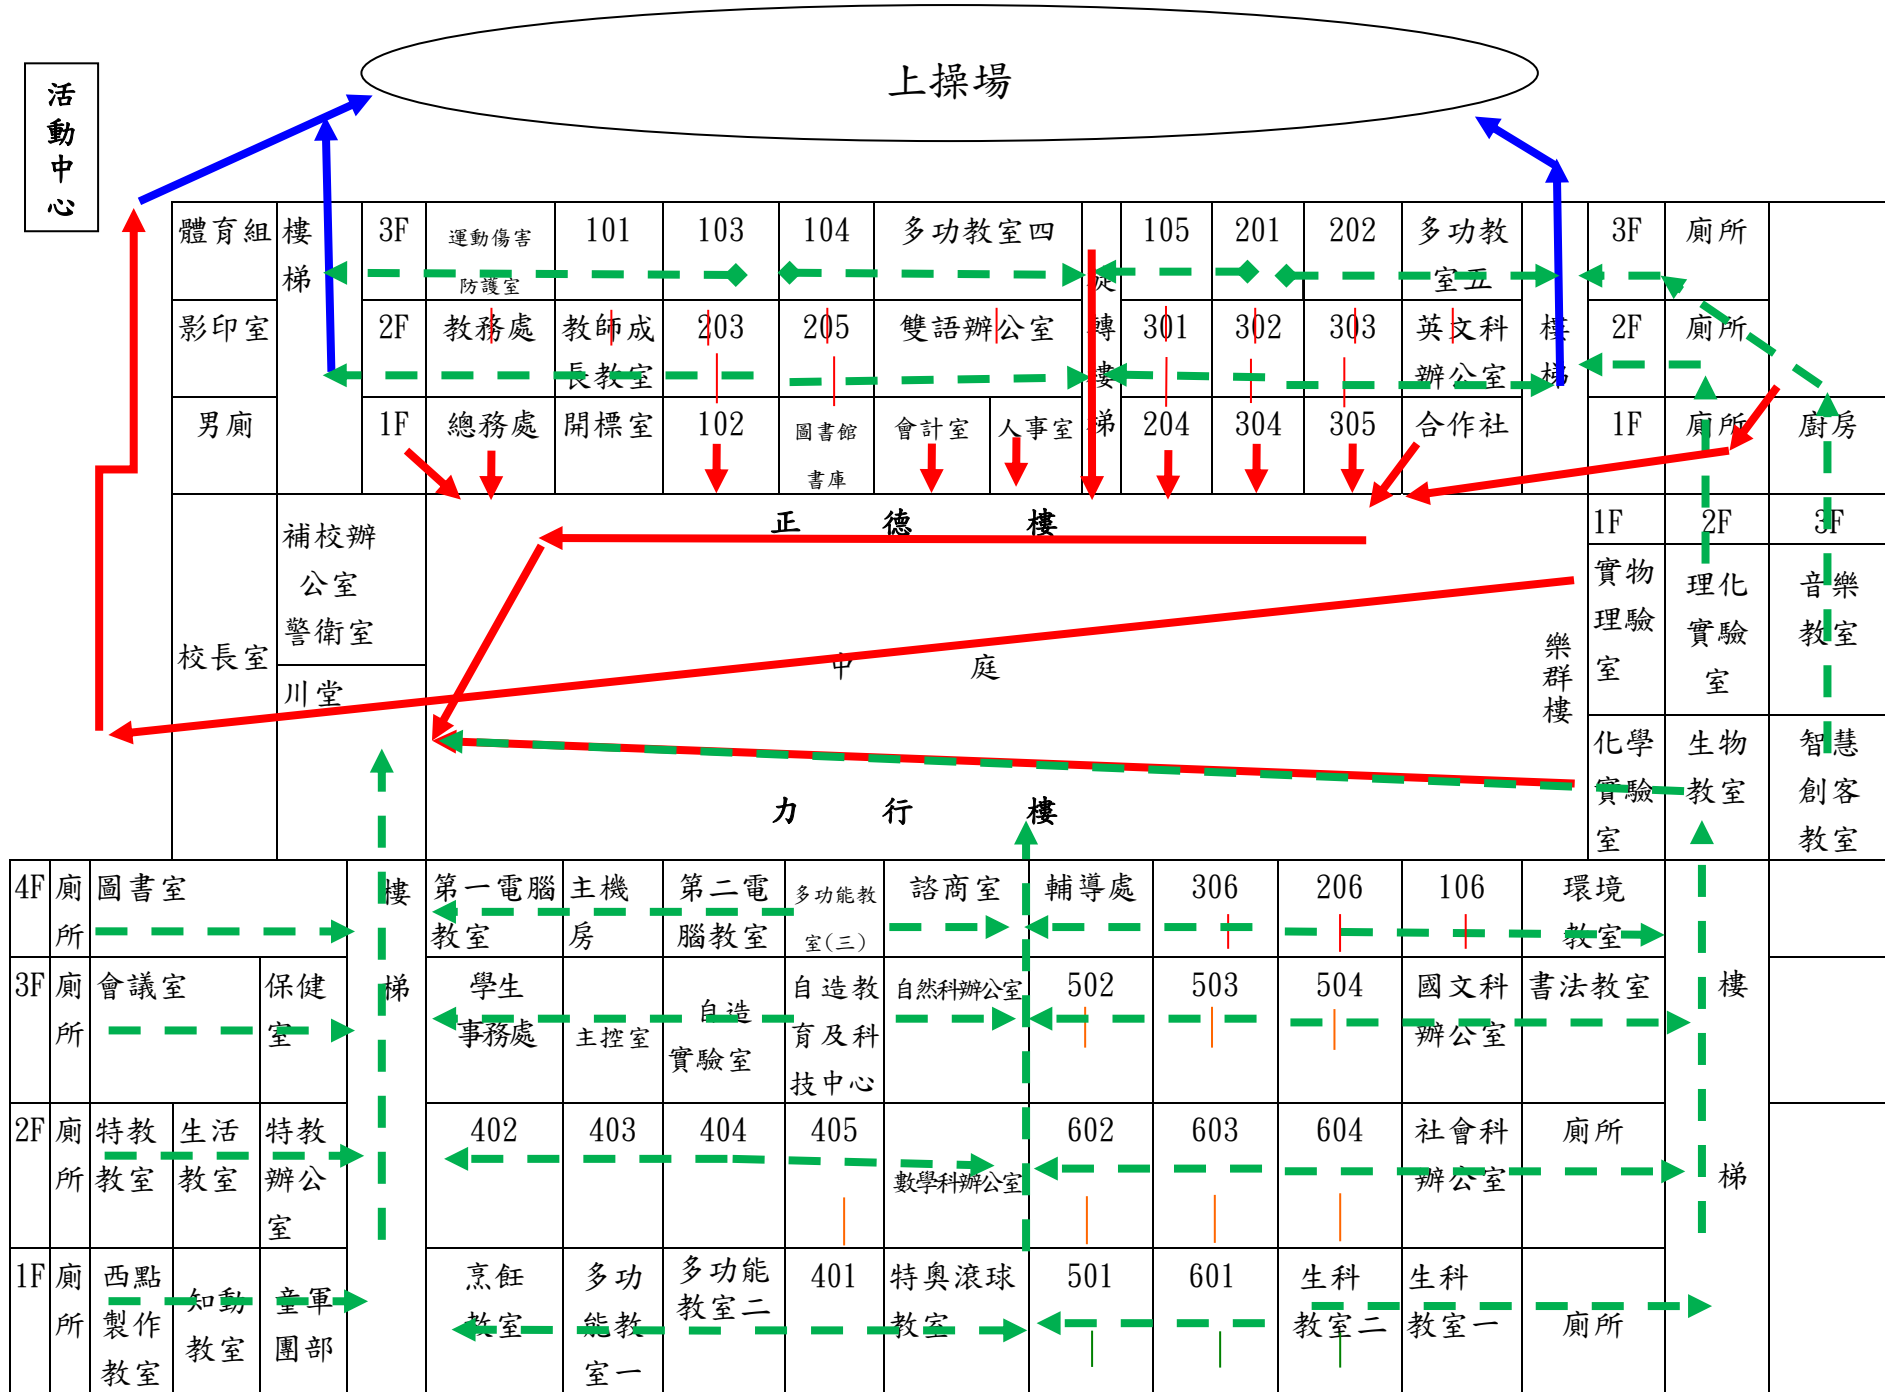 上操場
活
動
中
心
體育組
樓
梯
3F
運動傷害
防護室
101
103
104
多功教室四
旋
轉
樓
梯
105
201
202
多功教
室五
樓
梯
3F
廁所
影印室
2F
教務處
教師成
長教室
203
205
雙語辦公室
301
302
303
英文科
辦公室
2F
廁所
男廁
1F
總務處
開標室
102
圖書館
書庫
會計室
人事室
204
304
305
合作社
1F
廁所
廚房
校長室
補校辦
公室
警衛室
川堂
正 德 樓
中 庭
力 行 樓
樂
群
樓
1F
2F
3F
實物
理驗
室
理化
實驗
室
音樂
教室
化學
實驗
室
生物
教室
智慧
創客
教室
4F
廁
所
圖書室
樓
梯
第一電腦
教室
主機
房
第二電
腦教室
多功能教
室(三)
諮商室
輔導處
306
206
106
環境
教室
樓
梯
3F
廁
所
會議室
保健
室
學生
事務處
主控室
自造
實驗室
自造教
育及科
技中心
自然科辦公室
502
503
504
國文科
辦公室
書法教室
2F
廁
所
特教
教室
生活
教室
特教
辦公
室
402
403
404
405
數學科辦公室
602
603
604
社會科
辦公室
廁所
1F
廁
所
西點
製作
教室
知動
教室
童軍
團部
烹飪
教室
多功
能教
室一
多功能
教室二
401
特奧滾球
教室
501
601
生科
教室二
生科
教室一
廁所